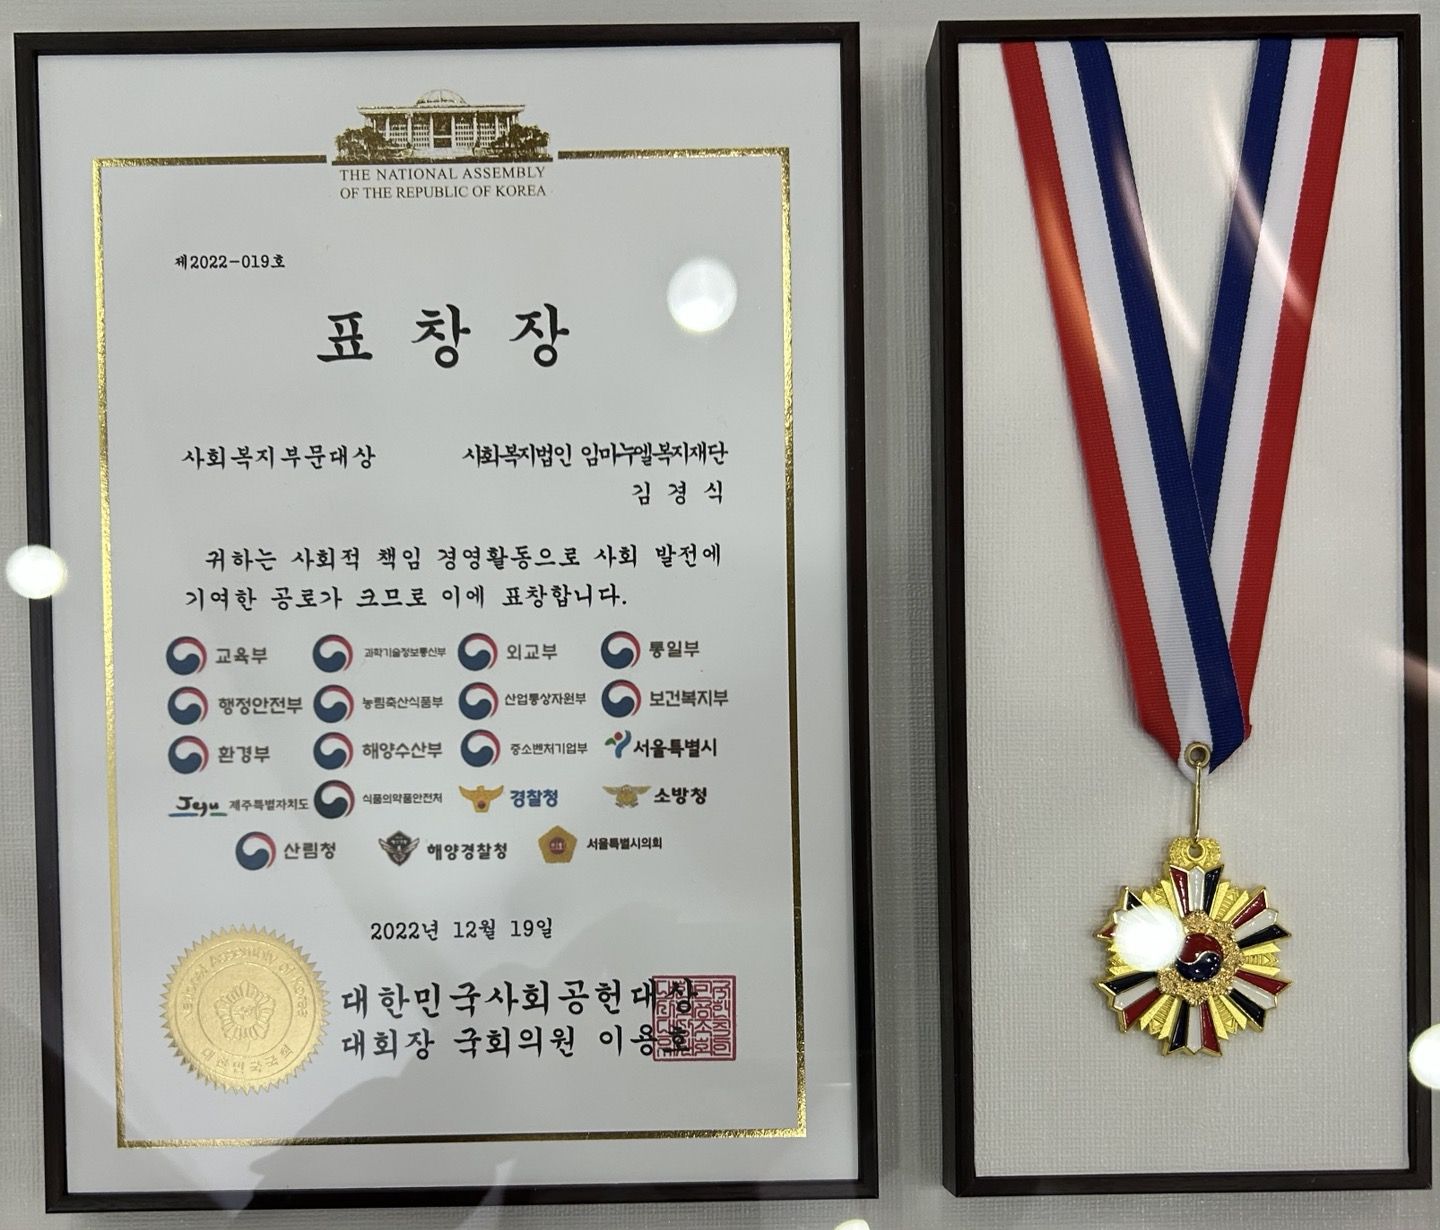 THE NATIONAL ASSEMBLY
OF THE REPUBLIC OF KOREA
제2022-019호
표 창 장
사회복지부문대상 사회복지법인 임마누엘복지재단
김 경 식
귀하는 사회적 책임 경영활동으로 사회 발전에
기여한 공로가 크므로 이에 표창합니다.
교육부 과학기술정보통신부 외교부 통일부
행정안전부 농림축산식품부 산업통상자원부 보건복지부
환경부 해양수산부 중소벤처기업부 서울특별시
Jeju 제주특별자치도 식품의약품안전처 경찰청 소방청
산림청 해양경찰청 서울특별시의회
2022년 12월 19일
대한민국사회공헌대상
대회장 국회의원 이용호
National Assembly of Korea
대한민국국회